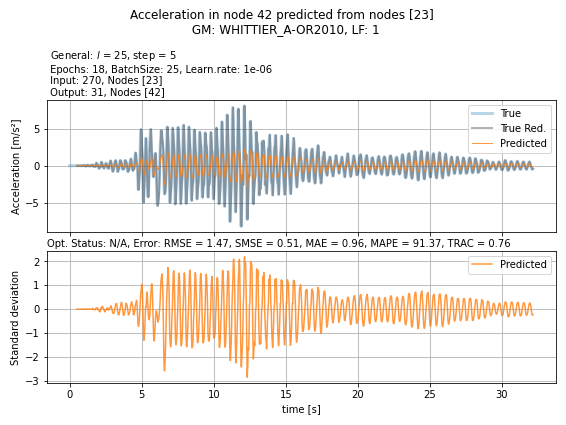 Acceleration in node 42 predicted from nodes [23]
GM: WHITTIER_A-OR2010, LF: 1
General: l = 25, step = 5
Epochs: 18, BatchSize: 25, Learn.rate: 1e-06
Input: 270, Nodes [23]
Output: 31, Nodes [42]
True
True Red.
Predicted
5
0
−5
Acceleration [m/s²]
Opt. Status: N/A, Error: RMSE = 1.47, SMSE = 0.51, MAE = 0.96, MAPE = 91.37, TRAC = 0.76
Predicted
2
1
0
−1
−2
−3
Standard deviation
0 5 10 15 20 25 30
time [s]